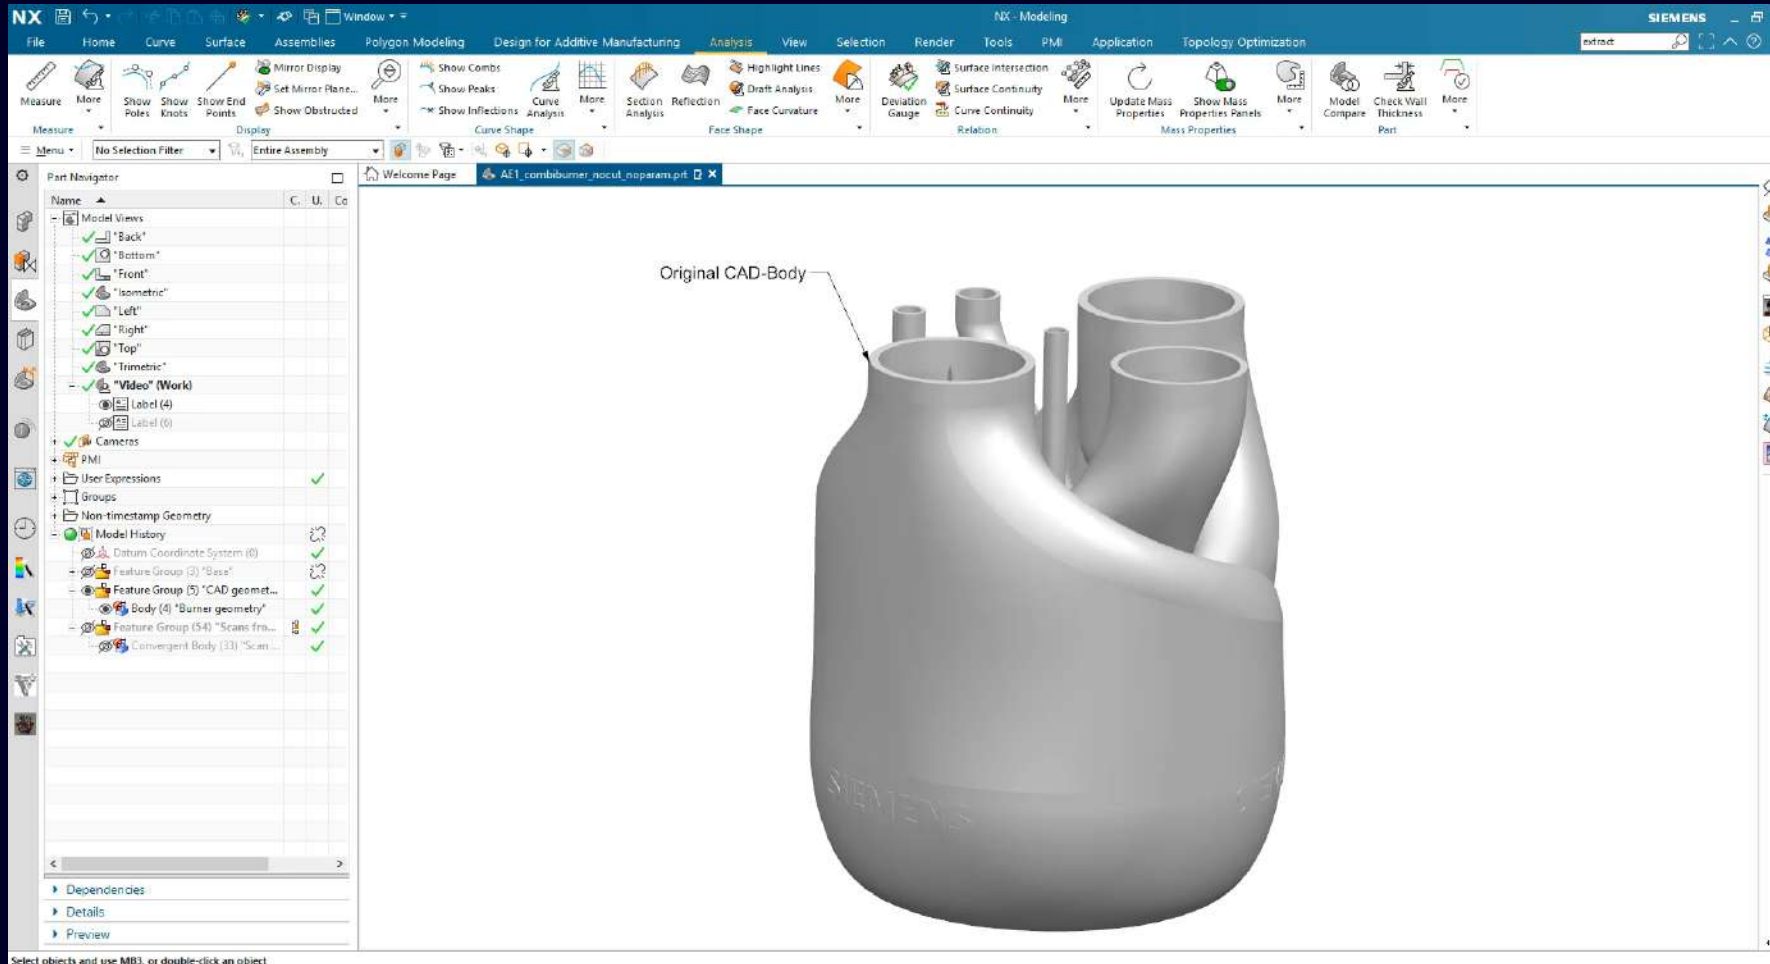 NX
Window
NX - Modeling
SIEMENS
File Home Curve Surface Assemblies Polygon Modeling Design for Additive Manufacturing Analysis View Selection Render Tools PMI Application Topology Optimization
extract
Measure More
Show Poles Show Knots Show End Points
Mirror Display
Set Mirror Plane...
Show Obstructed
More
Show Combs
Show Peaks
Show Inflections
Curve Analysis More
Section Analysis Reflection
Highlight Lines
Draft Analysis
Face Curvature
More
Deviation Gauge
Surface Intersection
Surface Continuity
Curve Continuity
More
Update Mass Properties Show Mass Properties Panels More
Model Compare Check Wall Thickness More
Measure Display Curve Shape Face Shape Relation Mass Properties Part
Menu No Selection Filter Entire Assembly
Part Navigator
Welcome Page AE1_combiburner_nocut_noparam.prt
Name C. U. Co
Model Views
"Back"
"Bottom"
"Front"
"Isometric"
"Left"
"Right"
"Top"
"Trimetric"
"Video" (Work)
Label (4)
Label (6)
Cameras
PMI
User Expressions
Groups
Non-timestamp Geometry
Model History
Datum Coordinate System (0)
Feature Group (3) "Base"
Feature Group (5) "CAD geomet...
Body (4) "Burner geometry"
Feature Group (54) "Scans fro...
Convergent Body (33) "Scan ...
Dependencies
Details
Preview
Select objects and use MB3, or double-click an object
Original CAD-Body
SIEMENS